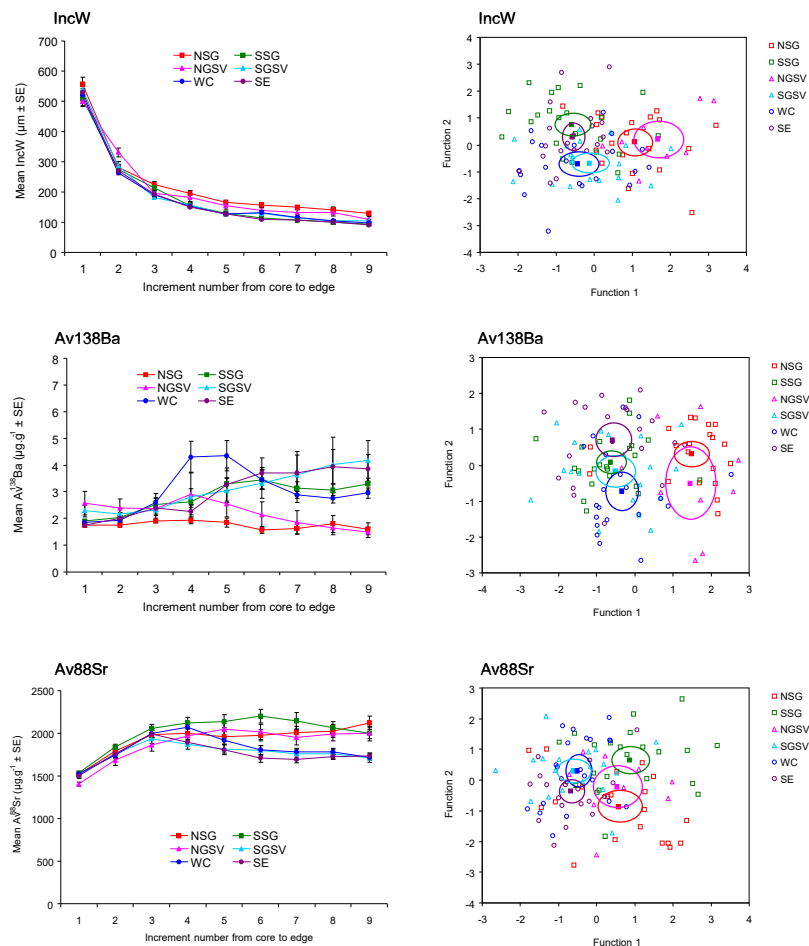 IncW
Mean IncW (µm ± SE)
700
600
500
400
300
200
100
0
NSG SSG
NGSV SGSV
WC SE
1 2 3 4 5 6 7 8 9
Increment number from core to edge
IncW
Function 2
4
3
2
1
0
-1
-2
-3
-4
-3 -2 -1 0 1 2 3 4
Function 1
NSG
SSG
NGSV
SGSV
WC
SE
Av138Ba
Mean Av¹³⁸Ba (µg.g¹ ± SE)
8
7
6
5
4
3
2
1
0
NSG SSG
NGSV SGSV
WC SE
1 2 3 4 5 6 7 8 9
Increment number from core to edge
Av138Ba
Function 2
3
2
1
0
-1
-2
-3
-4 -3 -2 -1 0 1 2 3
Function 1
NSG
SSG
NGSV
SGSV
WC
SE
Av88Sr
Mean Av⁸⁸Sr (µg.g¹ ± SE)
2500
2000
1500
1000
500
0
NSG SSG
NGSV SGSV
WC SE
1 2 3 4 5 6 7 8 9
Increment number from core to edge
Av88Sr
Function 2
3
2
1
0
-1
-2
-3
-4
-3 -2 -1 0 1 2 3 4
Function 1
NSG
SSG
NGSV
SGSV
WC
SE